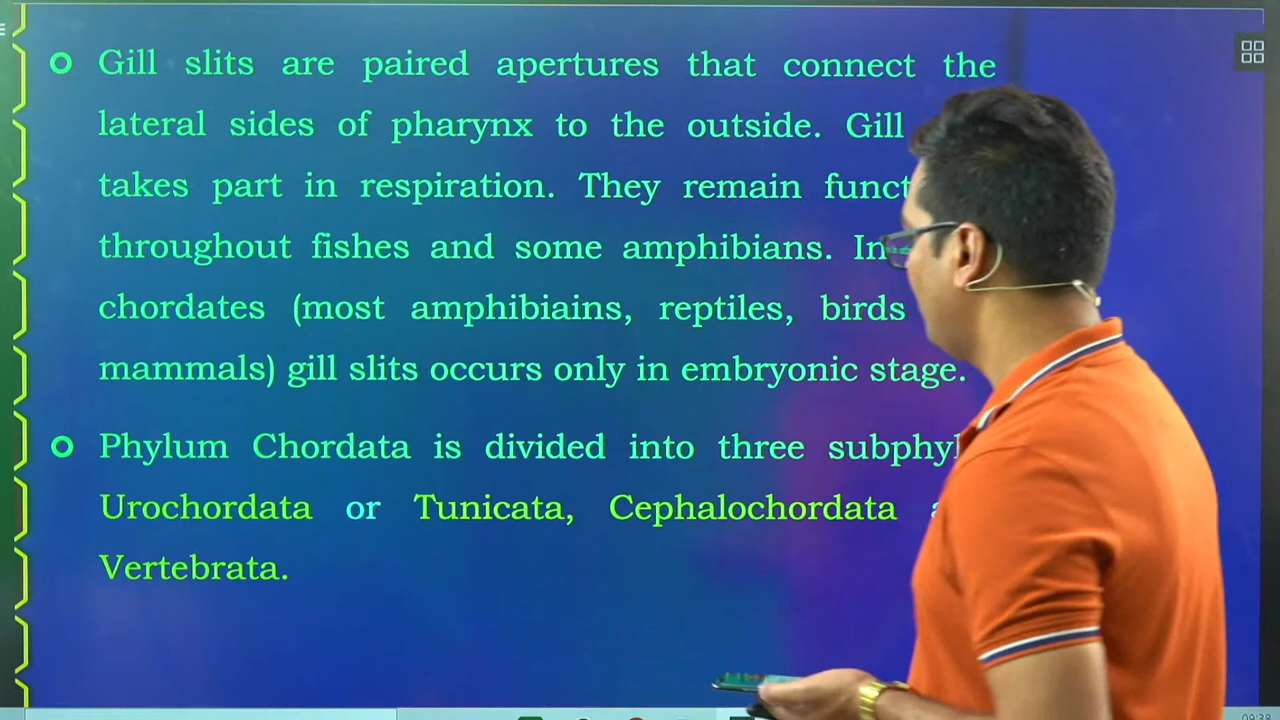 Gill slits are paired apertures that connect the
lateral sides of pharynx to the outside. Gill
takes part in respiration. They remain funct
throughout fishes and some amphibians. In
chordates (most amphibiains, reptiles, birds
mammals) gill slits occurs only in embryonic stage.
Phylum Chordata is divided into three subphyl
Urochordata or Tunicata, Cephalochordata
Vertebrata.
09:38